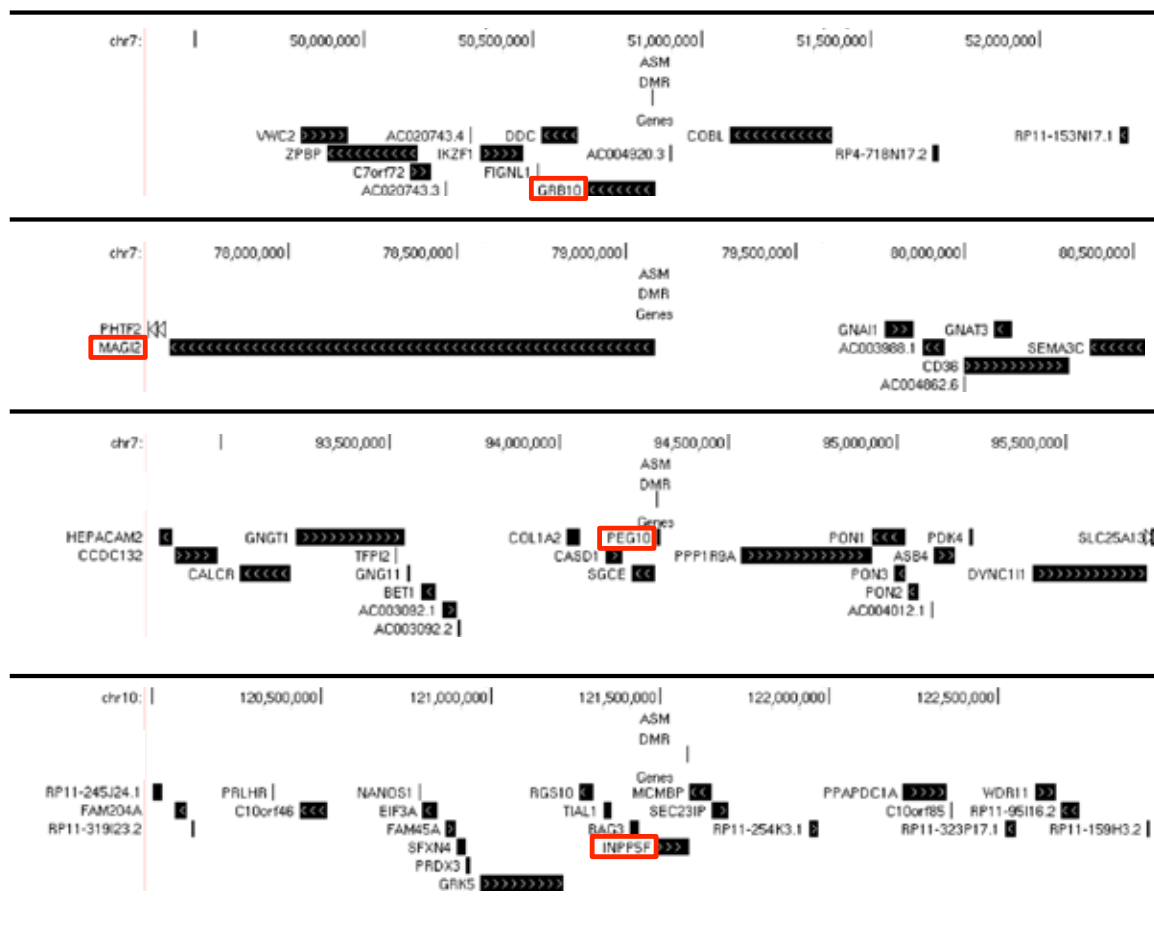 chr7: | 50,000,000| 50,500,000| 51,000,000| 51,500,000| 52,000,000|
ASM
DMR
Genes
VWC2 AC020743.4 DDC COBL RP11-153N17.1
ZPBP IKZF1 AC004920.3 RP4-718N17.2
C7orf72 FIGNL1
AC020743.3 GRB10
chr7: 78,000,000| 78,500,000| 79,000,000| 79,500,000| 80,000,000| 80,500,000|
ASM
DMR
Genes
PHTF2 GNAI1 GNAT3
MAGI2 AC003988.1 SEMA3C
CD36
AC004862.6
chr7: | 93,500,000| 94,000,000| 94,500,000| 95,000,000| 95,500,000|
ASM
DMR
Genes
HEPACAM2 GNGT1 COL1A2 PEG10 PON1 PDK4 SLC25A13
CCDC132 TFPI2 CASD1 PPP1R9A ASB4
CALCR GNG11 SGCE PON3 DYNC1I1
BET1 PON2
AC003092.1 AC004012.1
AC003092.2
chr10: | 120,500,000| 121,000,000| 121,500,000| 122,000,000| 122,500,000|
ASM
DMR
Genes
RP11-245J24.1 PRLHR NANOS1 RGS10 MCMBP PPAPDC1A WDR11
FAM204A C10orf46 EIF3A TIAL1 SEC23IP C10orf85 RP11-95I16.2
RP11-319I23.2 FAM45A BAG3 RP11-254K3.1 RP11-323P17.1 RP11-159H3.2
SFXN4 INPP5F
PRDX3
GRK5